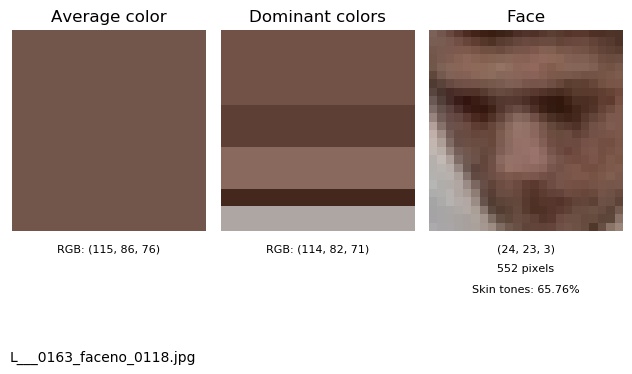 Average color
Dominant colors
Face
RGB: (115, 86, 76)
RGB: (114, 82, 71)
(24, 23, 3)
552 pixels
Skin tones: 65.76%
L___0163_faceno_0118.jpg